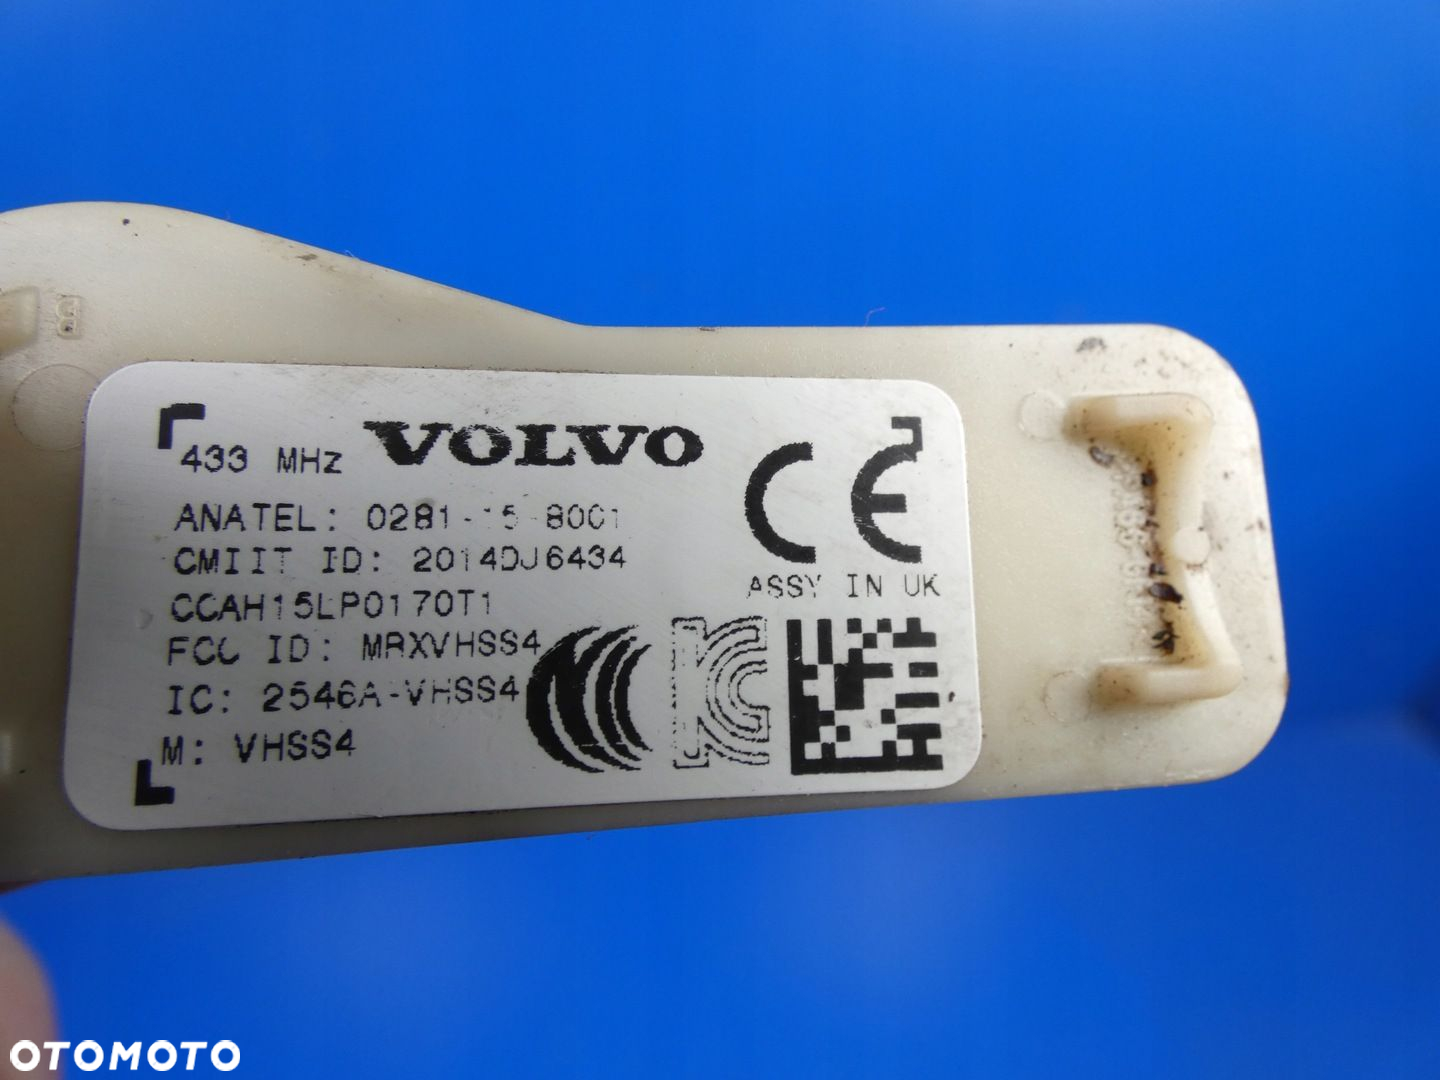 433 MHz VOLVO
ANATEL: 0281-15-8001
CMIIT ID: 2014DJ6434
CCAH15LP0170T1
FCC ID: MRXVHSS4
IC: 2546A-VHSS4
M: VHSS4
CE
ASSY IN UK
OTOMOTO